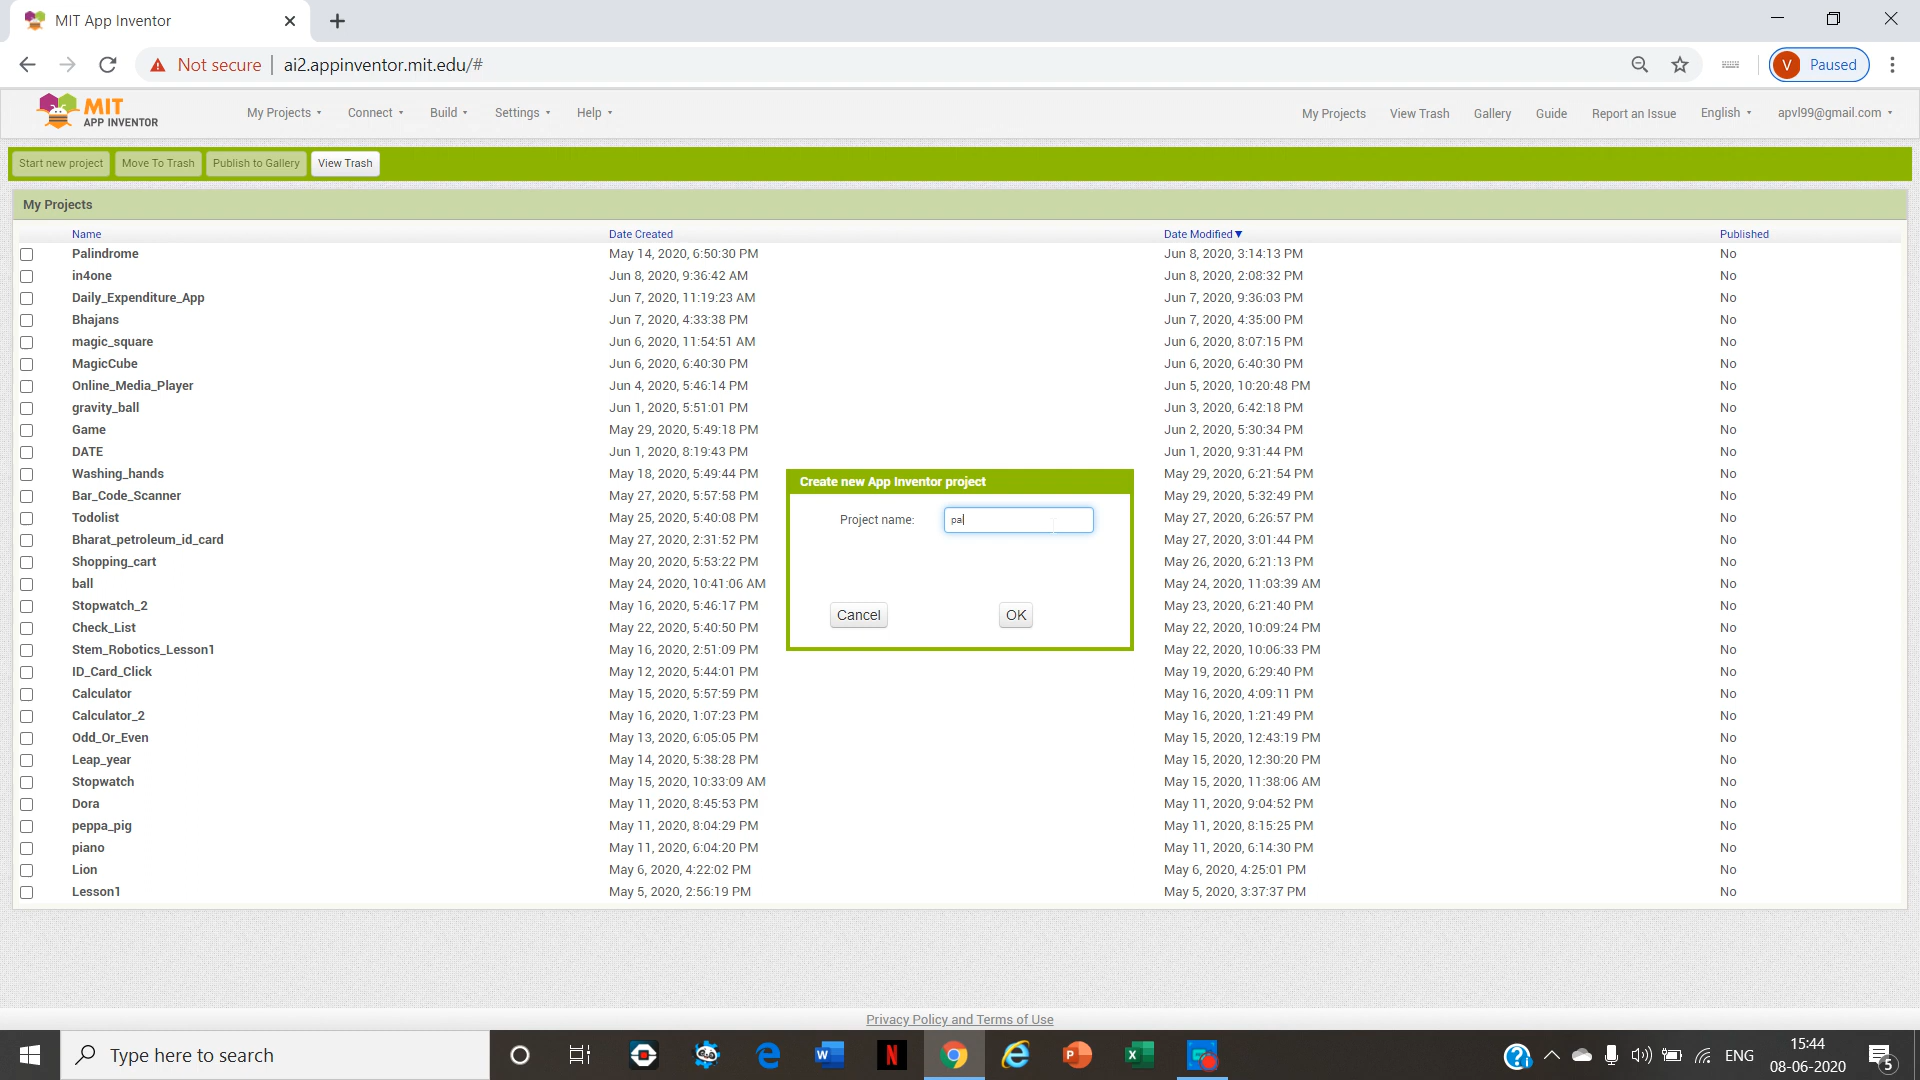 MIT App Inventor
Not secure | ai2.appinventor.mit.edu/#
V Paused
MIT
APP INVENTOR
My Projects Connect Build Settings Help My Projects View Trash Gallery Guide Report an Issue English apvl99@gmail.com
Start new project Move To Trash Publish to Gallery View Trash
My Projects
Name Date Created Date Modified Published
Palindrome May 14, 2020, 6:50:30 PM Jun 8, 2020, 3:14:13 PM No
in4one Jun 8, 2020, 9:36:42 AM Jun 8, 2020, 2:08:32 PM No
Daily_Expenditure_App Jun 7, 2020, 11:19:23 AM Jun 7, 2020, 9:36:03 PM No
Bhajans Jun 7, 2020, 4:33:38 PM Jun 7, 2020, 4:35:00 PM No
magic_square Jun 6, 2020, 11:54:51 AM Jun 6, 2020, 8:07:15 PM No
MagicCube Jun 6, 2020, 6:40:30 PM Jun 6, 2020, 6:40:30 PM No
Online_Media_Player Jun 4, 2020, 5:46:14 PM Jun 5, 2020, 10:20:48 PM No
gravity_ball Jun 1, 2020, 5:51:01 PM Jun 3, 2020, 6:42:18 PM No
Game May 29, 2020, 5:49:18 PM Jun 2, 2020, 5:30:34 PM No
DATE Jun 1, 2020, 8:19:43 PM Jun 1, 2020, 9:31:44 PM No
Washing_hands May 18, 2020, 5:49:44 PM May 29, 2020, 6:21:54 PM No
Bar_Code_Scanner May 27, 2020, 5:57:58 PM May 29, 2020, 5:32:49 PM No
Todolist May 25, 2020, 5:40:08 PM May 27, 2020, 6:26:57 PM No
Bharat_petroleum_id_card May 27, 2020, 2:31:52 PM May 27, 2020, 3:01:44 PM No
Shopping_cart May 20, 2020, 5:53:22 PM May 26, 2020, 6:21:13 PM No
ball May 24, 2020, 10:41:06 AM May 24, 2020, 11:03:39 AM No
Stopwatch_2 May 16, 2020, 5:46:17 PM May 23, 2020, 6:21:40 PM No
Check_List May 22, 2020, 5:40:50 PM May 22, 2020, 10:09:24 PM No
Stem_Robotics_Lesson1 May 16, 2020, 2:51:09 PM May 22, 2020, 10:06:33 PM No
ID_Card_Click May 12, 2020, 5:44:01 PM May 19, 2020, 6:29:40 PM No
Calculator May 15, 2020, 5:57:59 PM May 16, 2020, 4:09:11 PM No
Calculator_2 May 16, 2020, 1:07:23 PM May 16, 2020, 1:21:49 PM No
Odd_Or_Even May 13, 2020, 6:05:05 PM May 15, 2020, 12:43:19 PM No
Leap_year May 14, 2020, 5:38:28 PM May 15, 2020, 12:30:20 PM No
Stopwatch May 15, 2020, 10:33:09 AM May 15, 2020, 11:38:06 AM No
Dora May 11, 2020, 8:45:53 PM May 11, 2020, 9:04:52 PM No
peppa_pig May 11, 2020, 8:04:29 PM May 11, 2020, 8:15:25 PM No
piano May 11, 2020, 6:04:20 PM May 11, 2020, 6:14:30 PM No
Lion May 6, 2020, 4:22:02 PM May 6, 2020, 4:25:01 PM No
Lesson1 May 5, 2020, 2:56:19 PM May 5, 2020, 3:37:37 PM No
Create new App Inventor project
Project name: pal
Cancel OK
Privacy Policy and Terms of Use
Type here to search
ENG
15:44
08-06-2020
5